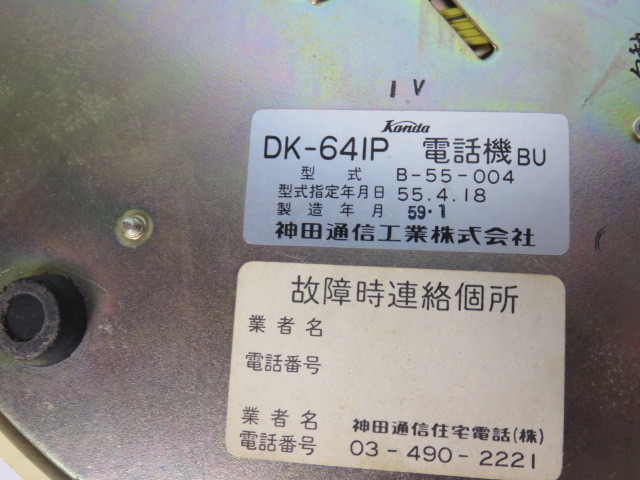 IV
Kanda
DK-641P 電話機 BU
型式 B-55-004
型式指定年月日 55.4.18
製造年月 59・1
神田通信工業株式会社
故障時連絡個所
業者名
電話番号
業者名 神田通信住宅電話(株)
電話番号 03-490-2221